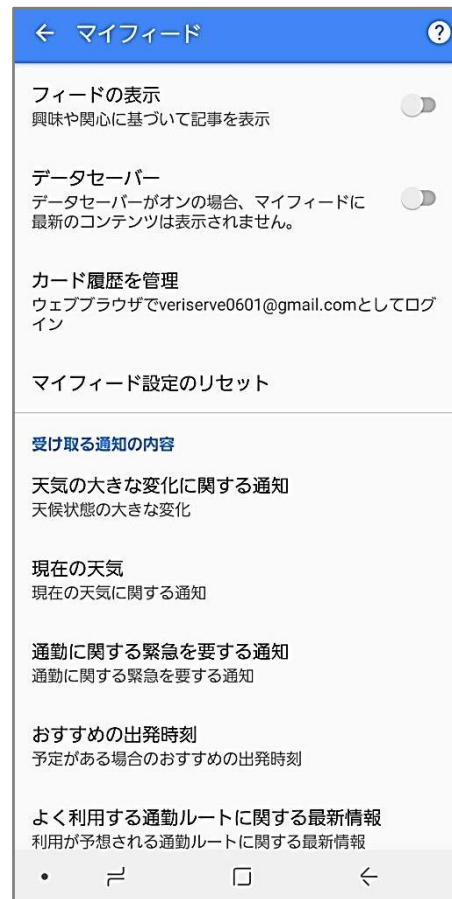 マイフィード
フィードの表示
興味や関心に基づいて記事を表示
データセーバー
データセーバーがオンの場合、マイフィードに
最新のコンテンツは表示されません。
カード履歴を管理
ウェブブラウザでveriserve0601@gmail.comとしてログ
イン
マイフィード設定のリセット
受け取る通知の内容
天気の大きな変化に関する通知
天候状態の大きな変化
現在の天気
現在の天気に関する通知
通勤に関する緊急を要する通知
通勤に関する緊急を要する通知
おすすめの出発時刻
予定がある場合のおすすめの出発時刻
よく利用する通勤ルートに関する最新情報
利用が予想される通勤ルートに関する最新情報